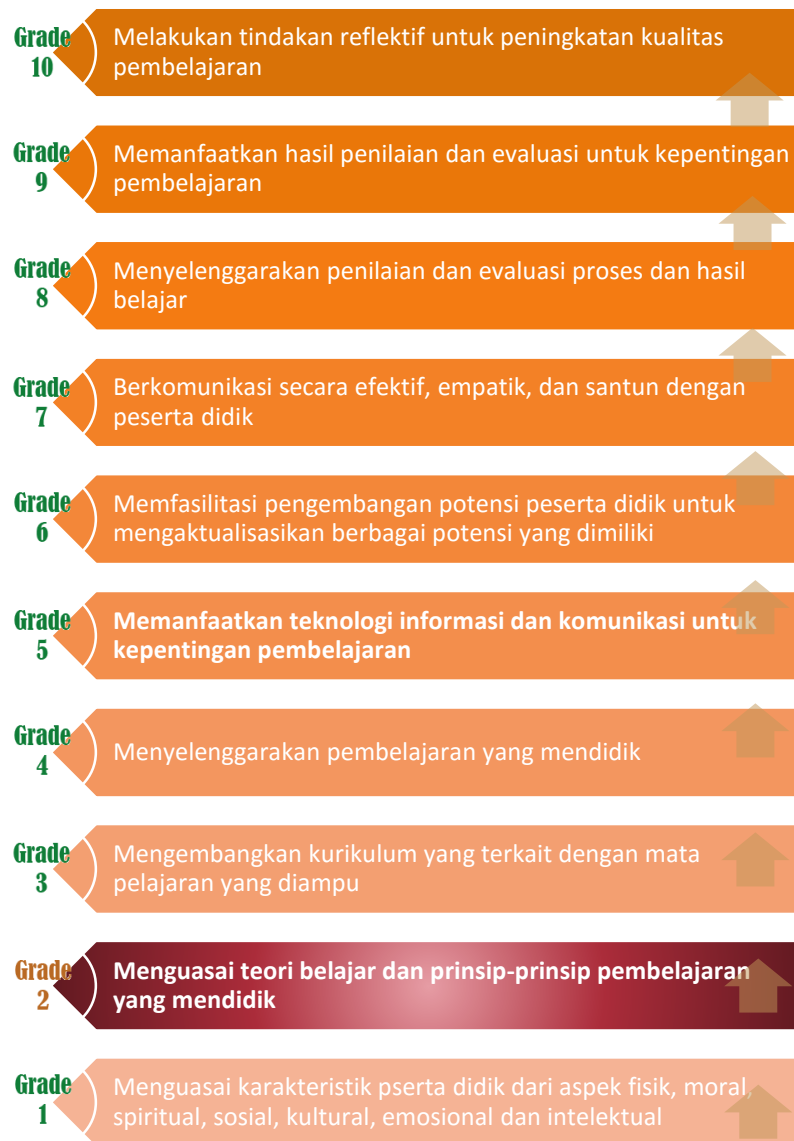 Grade
10
Melakukan tindakan reflektif untuk peningkatan kualitas
pembelajaran
Grade
9
Memanfaatkan hasil penilaian dan evaluasi untuk kepentingan
pembelajaran
Grade
8
Menyelenggarakan penilaian dan evaluasi proses dan hasil
belajar
Grade
7
Berkomunikasi secara efektif, empatik, dan santun dengan
peserta didik
Grade
6
Memfasilitasi pengembangan potensi peserta didik untuk
mengaktualisasikan berbagai potensi yang dimiliki
Grade
5
Memanfaatkan teknologi informasi dan komunikasi untuk
kepentingan pembelajaran
Grade
4
Menyelenggarakan pembelajaran yang mendidik
Grade
3
Mengembangkan kurikulum yang terkait dengan mata
pelajaran yang diampu
Grade
2
Menguasai teori belajar dan prinsip-prinsip pembelajaran
yang mendidik
Grade
1
Menguasai karakteristik pserta didik dari aspek fisik, moral,
spiritual, sosial, kultural, emosional dan intelektual